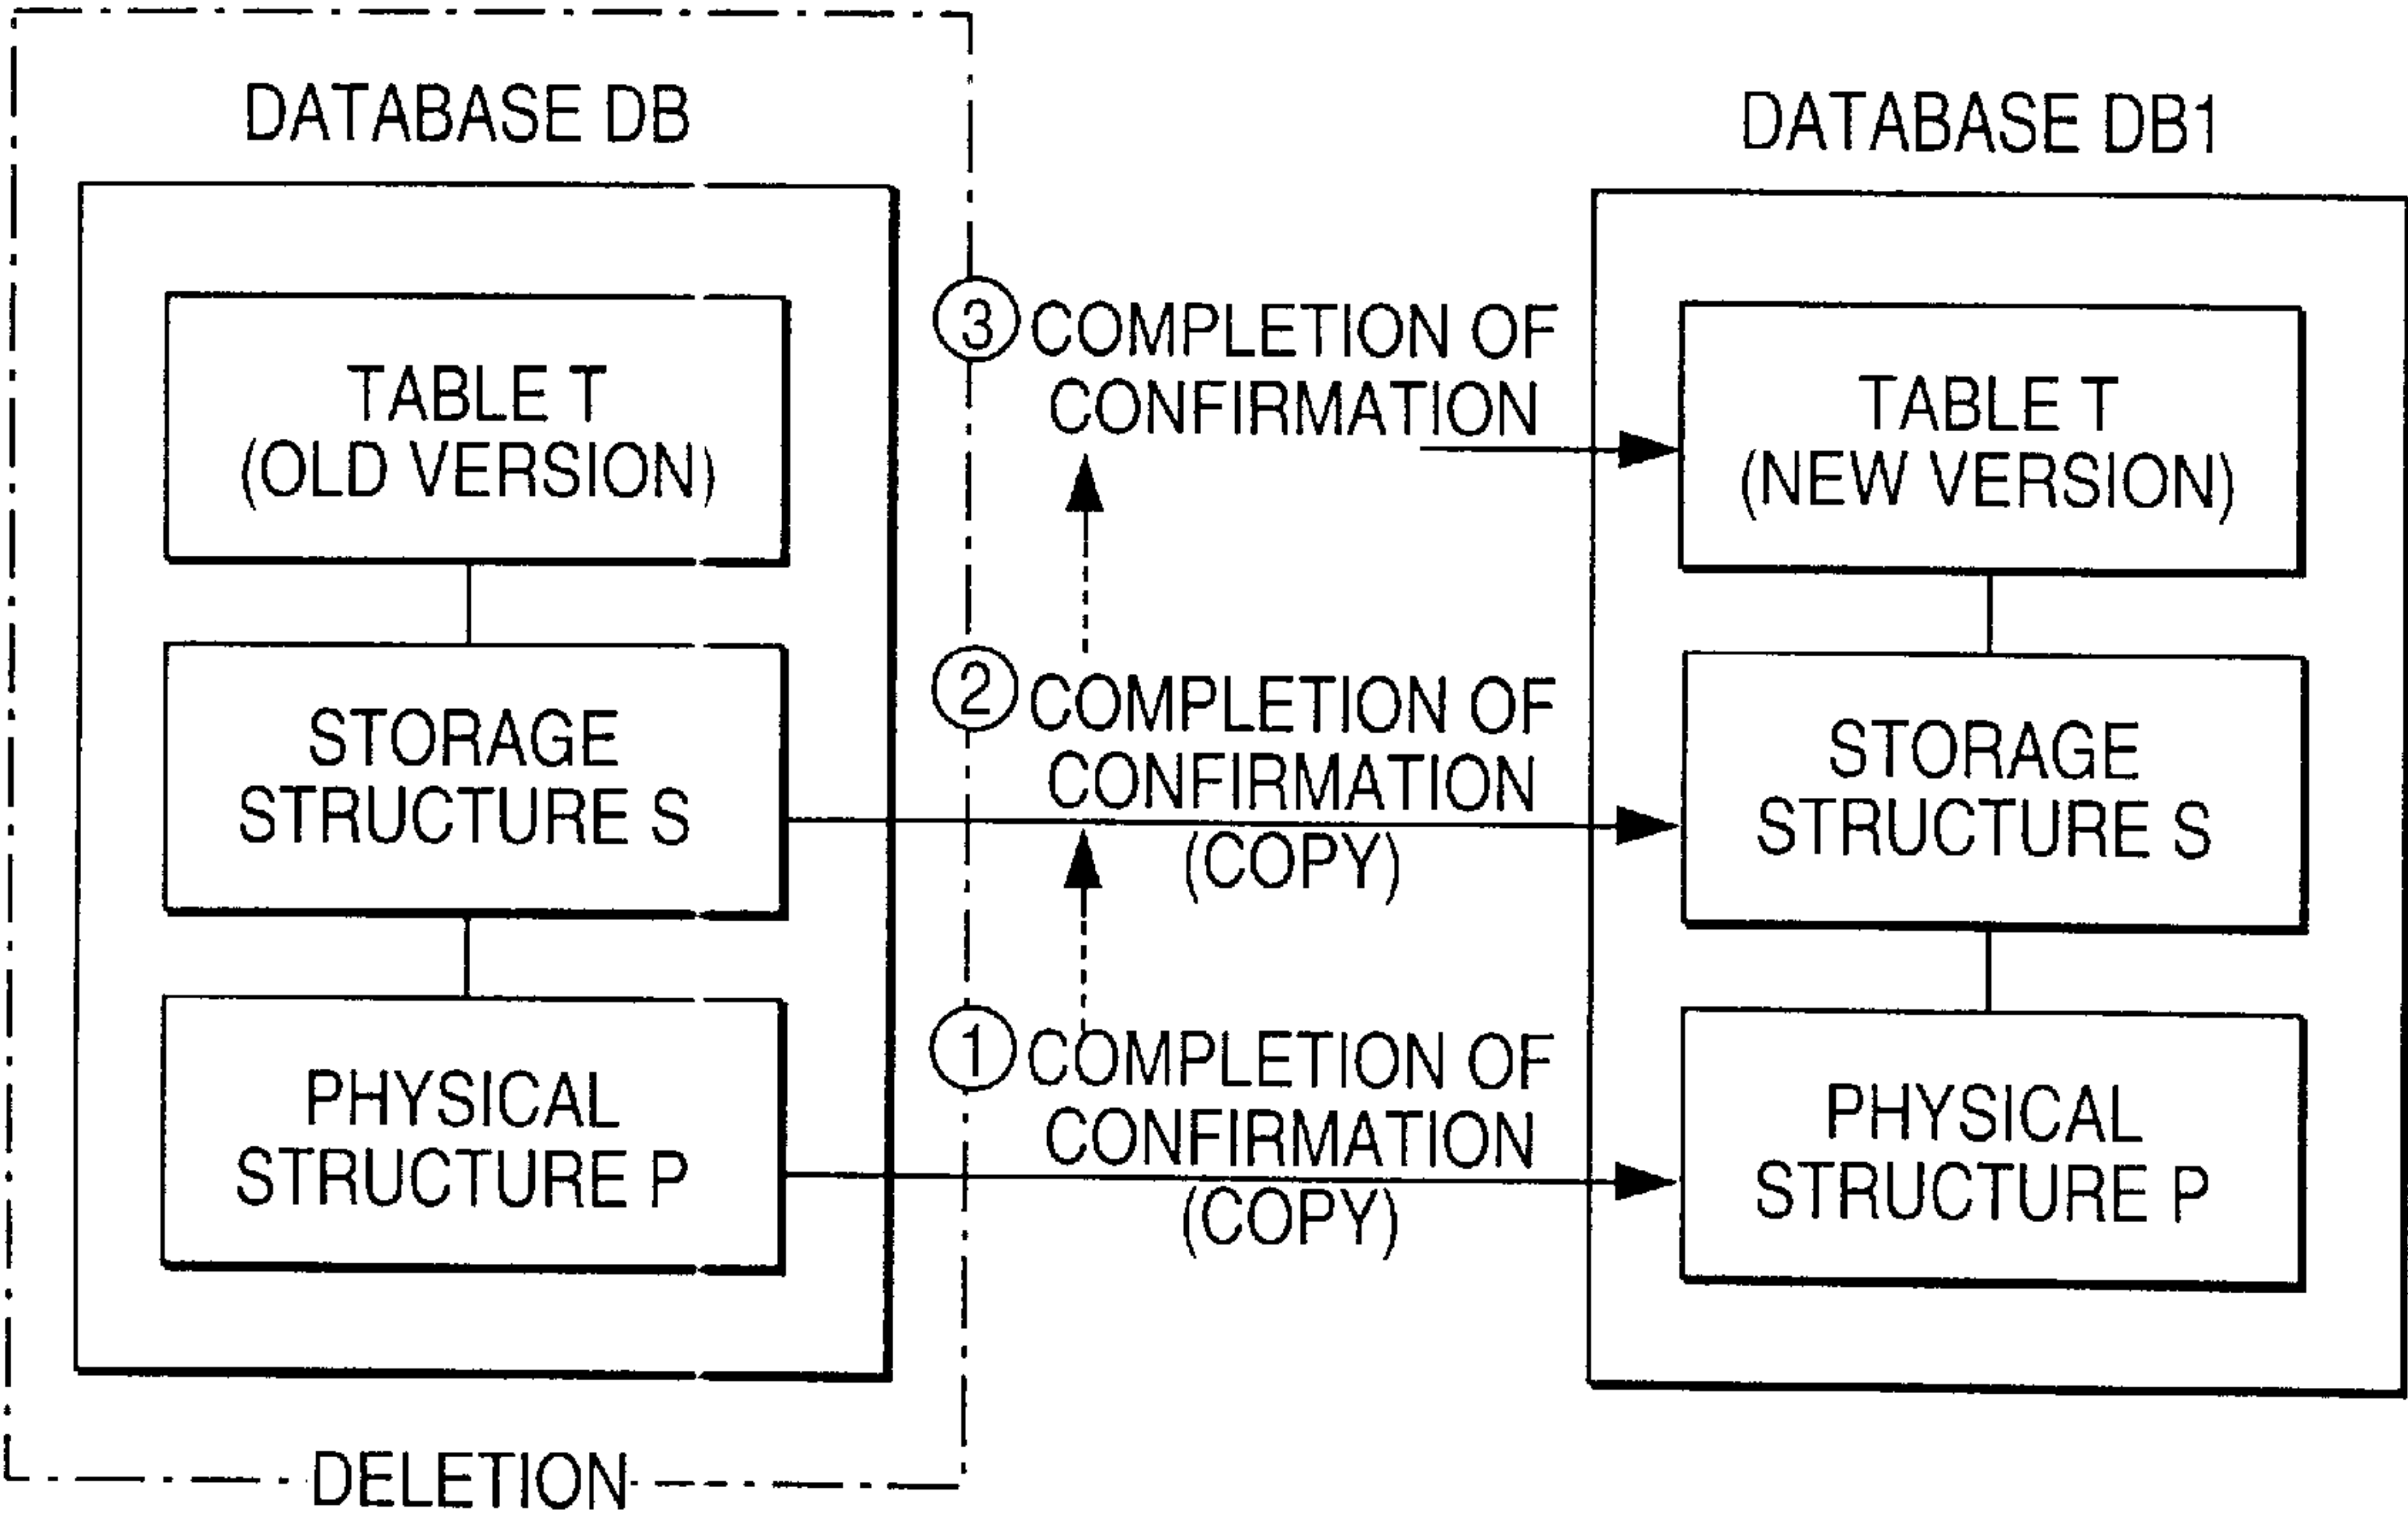 DATABASE DB
TABLE T
(OLD VERSION)
STORAGE
STRUCTURE S
PHYSICAL
STRUCTURE P
DELETION
3 COMPLETION OF
CONFIRMATION
2 COMPLETION OF
CONFIRMATION
(COPY)
1 COMPLETION OF
CONFIRMATION
(COPY)
DATABASE DB1
TABLE T
(NEW VERSION)
STORAGE
STRUCTURE S
PHYSICAL
STRUCTURE P